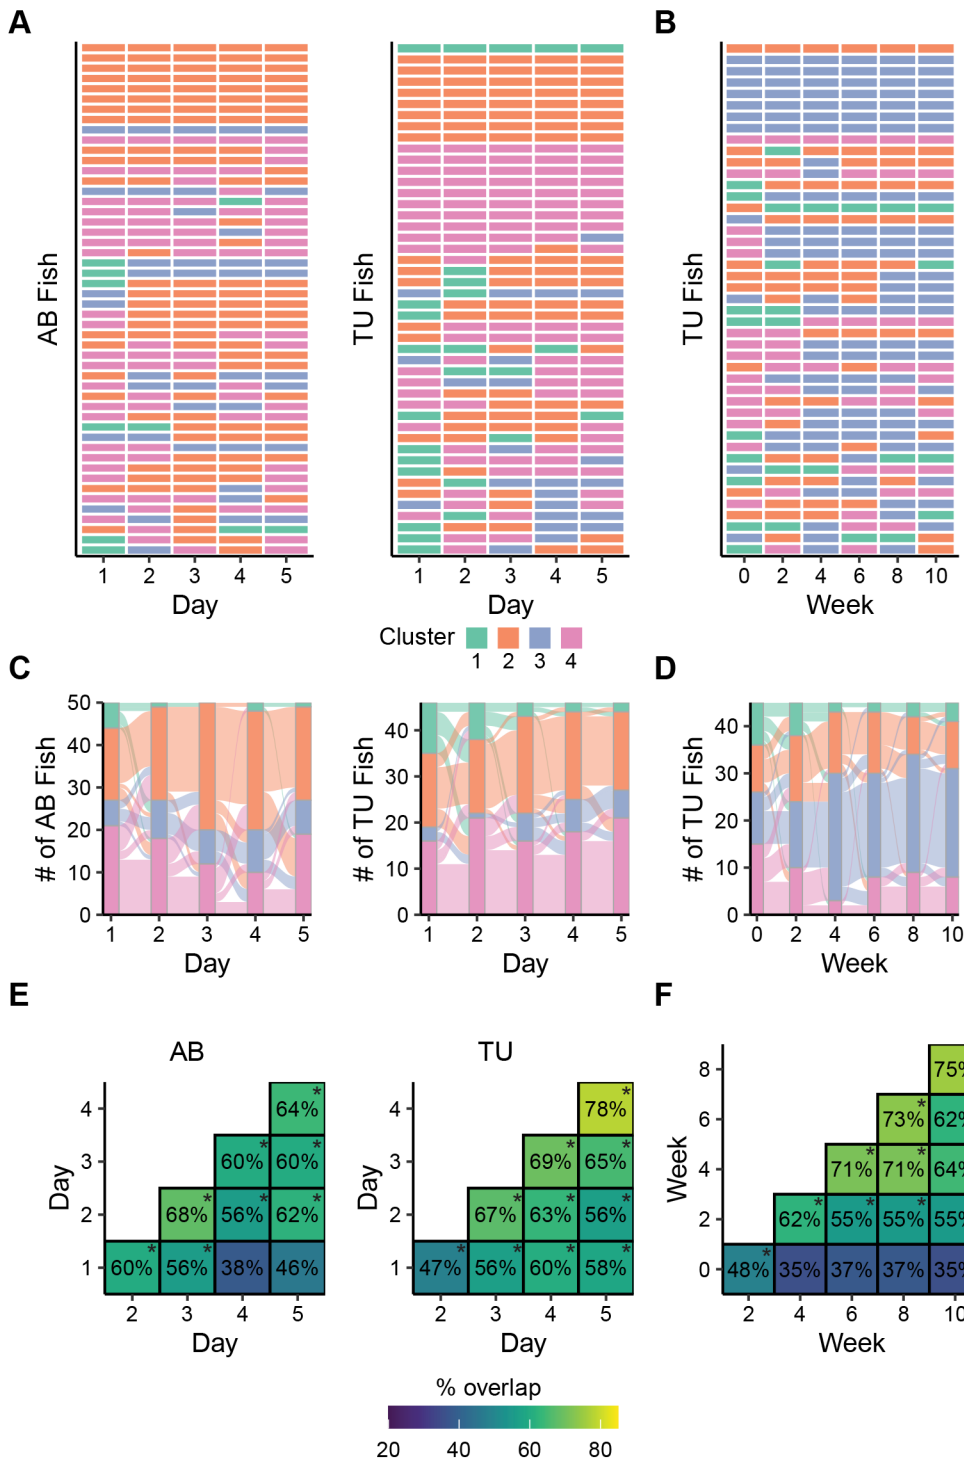 A
B
AB Fish
TU Fish
TU Fish
1 2 3 4 5
1 2 3 4 5
0 2 4 6 8 10
Day
Day
Week
Cluster
1 2 3 4
C
D
50
40
30
20
10
0
# of AB Fish
40
30
20
10
0
# of TU Fish
40
30
20
10
0
# of TU Fish
1 2 3 4 5
1 2 3 4 5
0 2 4 6 8 10
Day
Day
Week
E
F
AB
TU
Day
4 64%*
3 60%* 60%*
2 68%* 56%* 62%*
1 60%* 56%* 38% 46%
2 3 4 5
Day
Day
4 78%*
3 69%* 65%*
2 67%* 63%* 56%*
1 47%* 56%* 60%* 58%*
2 3 4 5
Day
Week
8 75%
6 73%* 62%
4 71%* 71%* 64%
2 62%* 55%* 55%* 55%
0 48%* 35% 37% 37% 35%
2 4 6 8 10
Week
% overlap
20 40 60 80